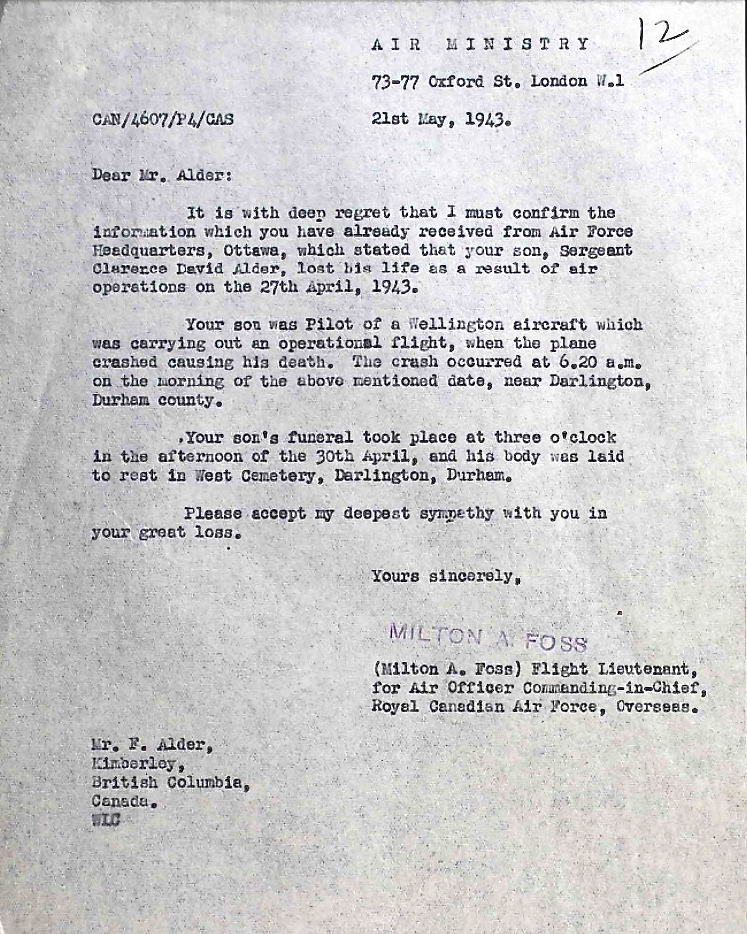 12
AIR MINISTRY
73-77 Oxford St. London W.1
CAN/4607/P4/CAS
21st May, 1943.
Dear Mr. Alder:
It is with deep regret that I must confirm the
information which you have already received from Air Force
Headquarters, Ottawa, which stated that your son, Sergeant
Clarence David Alder, lost his life as a result of air
operations on the 27th April, 1943.
Your son was Pilot of a Wellington aircraft which
was carrying out an operational flight, when the plane
crashed causing his death. The crash occurred at 6.20 a.m.
on the morning of the above mentioned date, near Darlington,
Durham county.
Your son's funeral took place at three o'clock
in the afternoon of the 30th April, and his body was laid
to rest in West Cemetery, Darlington, Durham.
Please accept my deepest sympathy with you in
your great loss.
Yours sincerely,
MILTON A. FOSS
(Milton A. Foss) Flight Lieutenant,
for Air Officer Commanding-in-Chief,
Royal Canadian Air Force, Overseas.
Mr. F. Alder,
Kimberley,
British Columbia,
Canada.
WLC